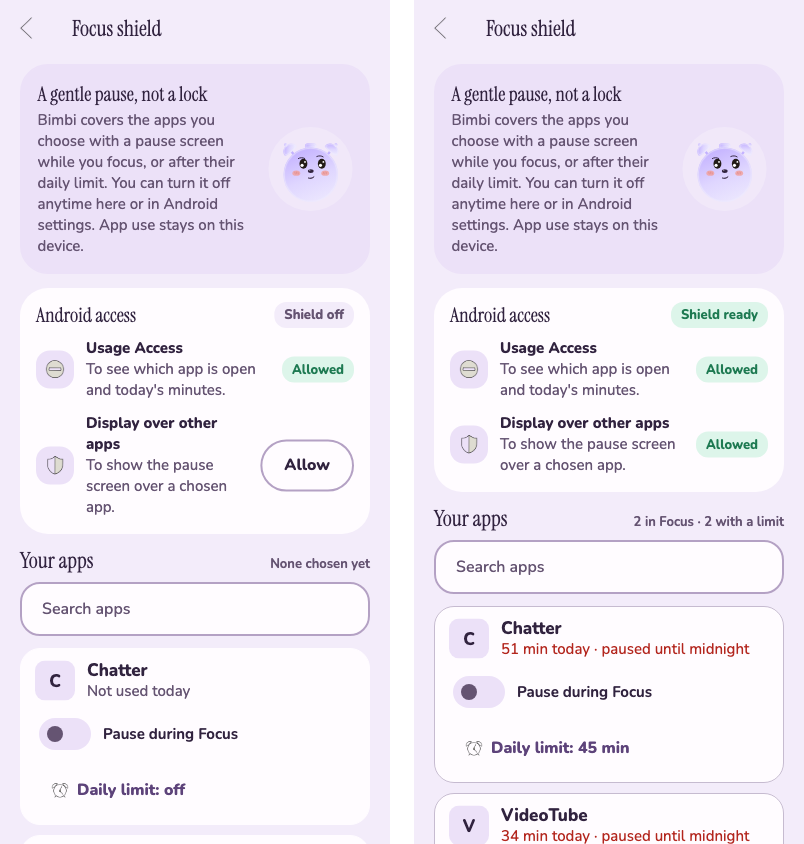 Focus shield
A gentle pause, not a lock
Bimbi covers the apps you
choose with a pause screen
while you focus, or after their
daily limit. You can turn it off
anytime here or in Android
settings. App use stays on this
device.
Android access
Shield off
Usage Access
To see which app is open
and today's minutes.
Allowed
Display over other
apps
To show the pause
screen over a chosen
app.
Allow
Your apps
None chosen yet
Search apps
C
Chatter
Not used today
Pause during Focus
Daily limit: off
Focus shield
A gentle pause, not a lock
Bimbi covers the apps you
choose with a pause screen
while you focus, or after their
daily limit. You can turn it off
anytime here or in Android
settings. App use stays on this
device.
Android access
Shield ready
Usage Access
To see which app is open
and today's minutes.
Allowed
Display over other apps
To show the pause screen
over a chosen app.
Allowed
Your apps
2 in Focus · 2 with a limit
Search apps
C
Chatter
51 min today · paused until midnight
Pause during Focus
Daily limit: 45 min
V
VideoTube
34 min today · paused until midnight